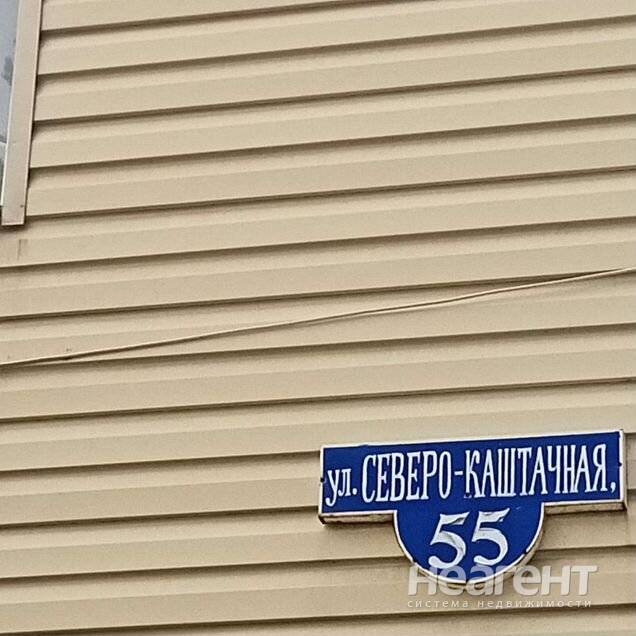 ул. СЕВЕРО-КАШТАЧНАЯ,
55
неагент
система недвижимости